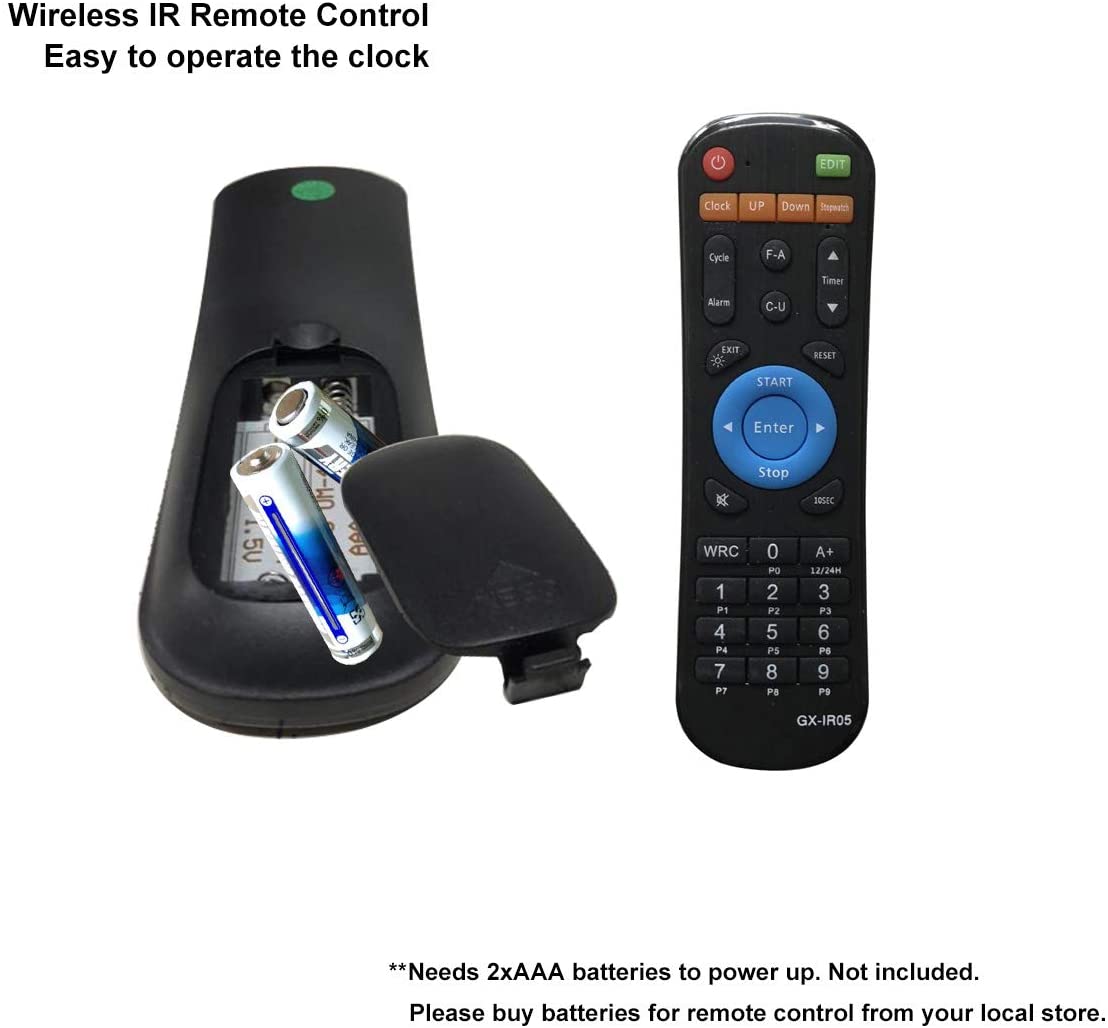 Wireless IR Remote Control
Easy to operate the clock
EDIT
Clock UP Down Stopwatch
Cycle F-A
Timer
Alarm C-U
EXIT RESET
START
Enter
Stop
10SEC
WRC 0 A+
P0 12/24H
1 2 3
P1 P2 P3
4 5 6
P4 P5 P6
7 8 9
P7 P8 P9
GX-IR05
1.5V
AAA
**Needs 2xAAA batteries to power up. Not included.
Please buy batteries for remote control from your local store.